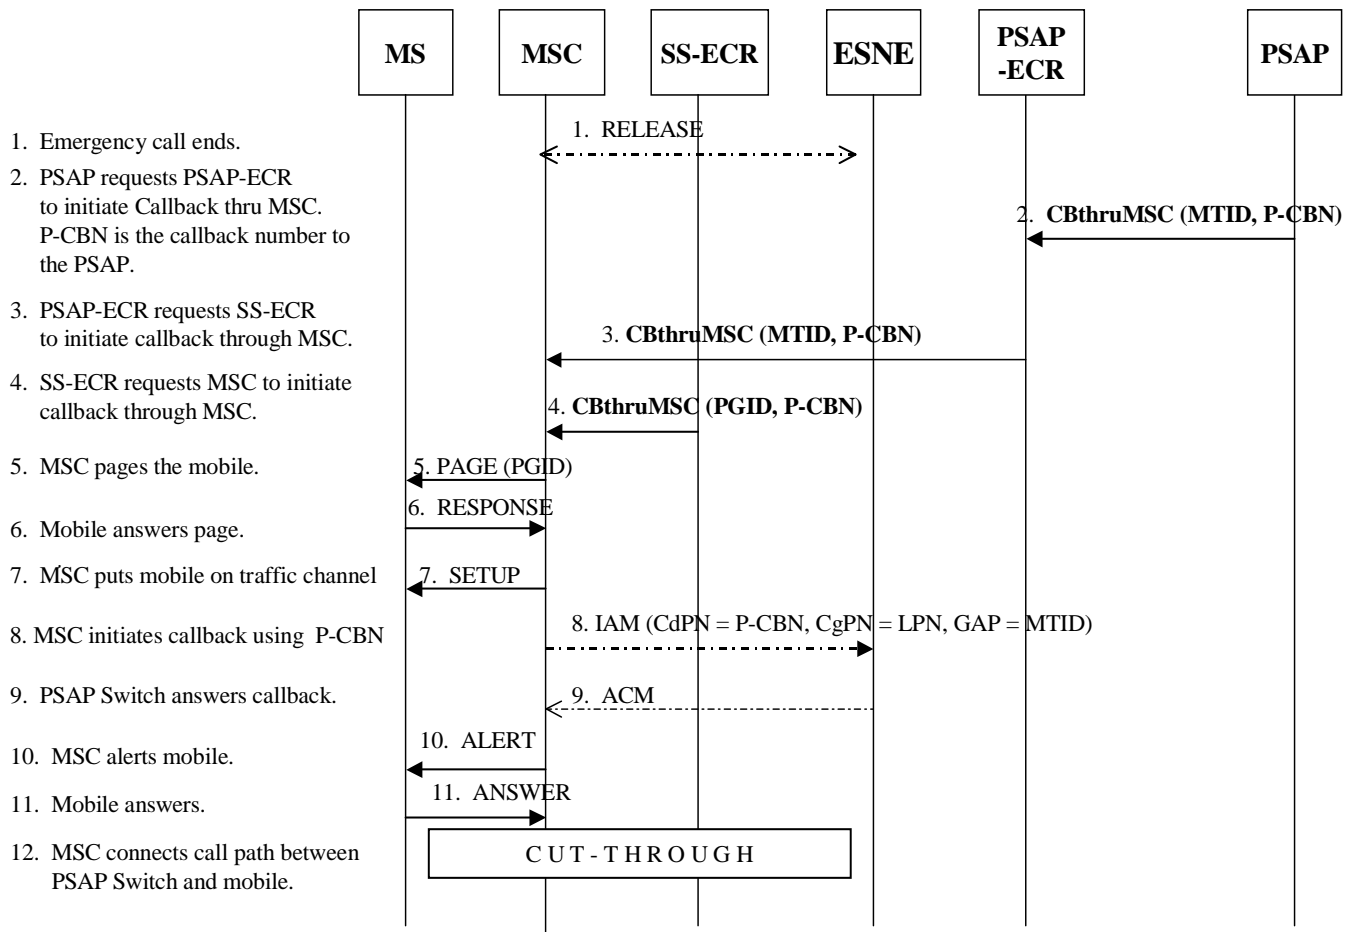 MS
MSC
SS-ECR
ESNE
PSAP
-ECR
PSAP
1. Emergency call ends.
1. RELEASE
2. PSAP requests PSAP-ECR
to initiate Callback thru MSC.
P-CBN is the callback number to
the PSAP.
2. CBthruMSC (MTID, P-CBN)
3. PSAP-ECR requests SS-ECR
to initiate callback through MSC.
3. CBthruMSC (MTID, P-CBN)
4. SS-ECR requests MSC to initiate
callback through MSC.
4. CBthruMSC (PGID, P-CBN)
5. MSC pages the mobile.
5. PAGE (PGID)
6. RESPONSE
6. Mobile answers page.
7. MSC puts mobile on traffic channel
7. SETUP
8. MSC initiates callback using P-CBN
8. IAM (CdPN = P-CBN, CgPN = LPN, GAP = MTID)
9. PSAP Switch answers callback.
9. ACM
10. MSC alerts mobile.
10. ALERT
11. Mobile answers.
11. ANSWER
12. MSC connects call path between
PSAP Switch and mobile.
CUT-THROUGH